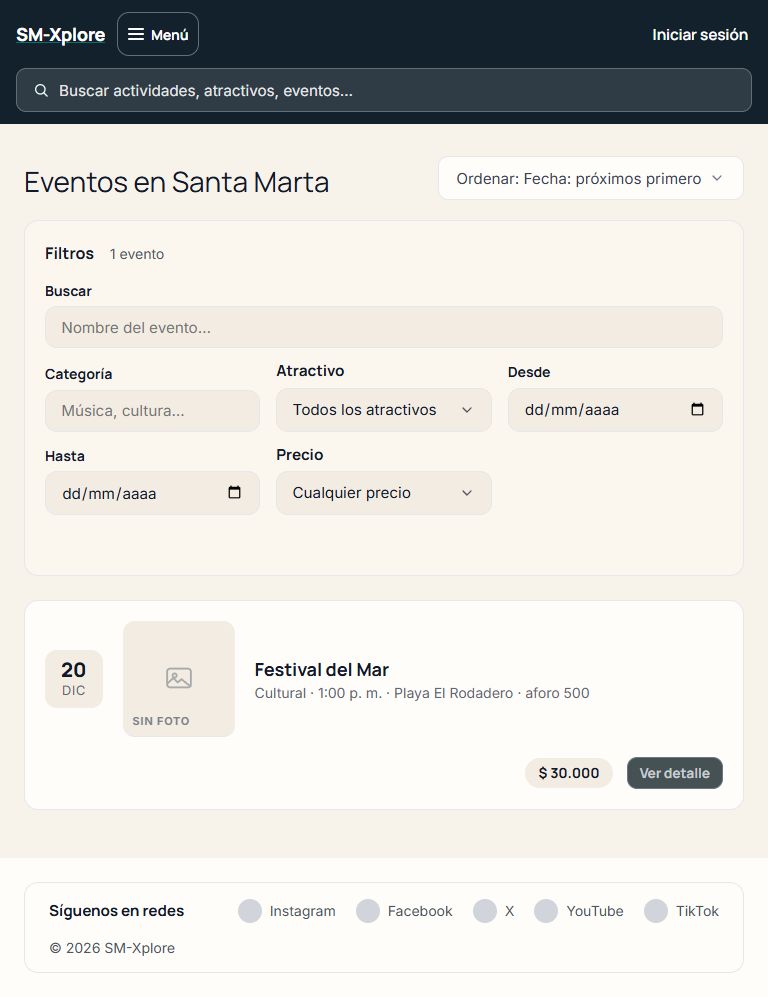 SM-Xplore
Menú
Iniciar sesión
Buscar actividades, atractivos, eventos...
Eventos en Santa Marta
Ordenar: Fecha: próximos primero
Filtros 1 evento
Buscar
Nombre del evento...
Categoría
Música, cultura...
Atractivo
Todos los atractivos
Desde
dd/mm/aaaa
Hasta
dd/mm/aaaa
Precio
Cualquier precio
20
DIC
SIN FOTO
Festival del Mar
Cultural · 1:00 p. m. · Playa El Rodadero · aforo 500
$ 30.000
Ver detalle
Síguenos en redes
Instagram
Facebook
X
YouTube
TikTok
© 2026 SM-Xplore